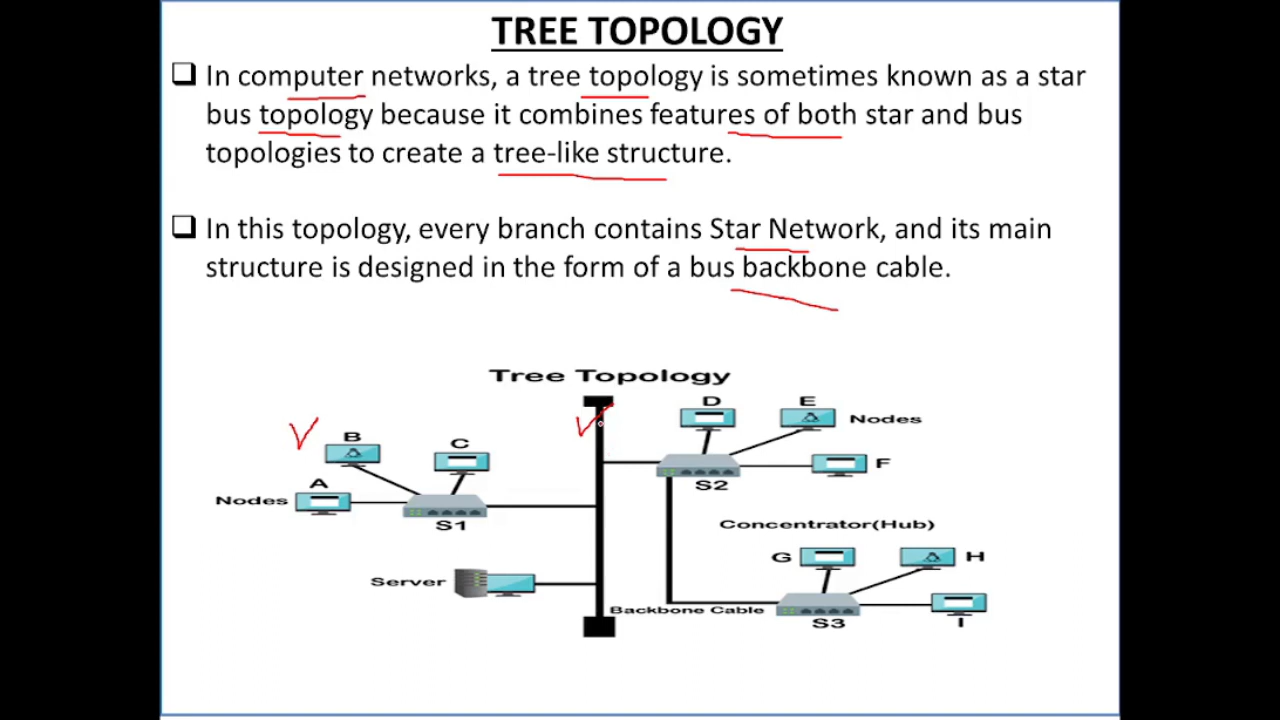 TREE TOPOLOGY
In computer networks, a tree topology is sometimes known as a star
bus topology because it combines features of both star and bus
topologies to create a tree-like structure.
In this topology, every branch contains Star Network, and its main
structure is designed in the form of a bus backbone cable.
Tree Topology
D E Nodes
B C
F
A
S2
Nodes
S1
Concentrator(Hub)
G H
Server
Backbone Cable
S3 I